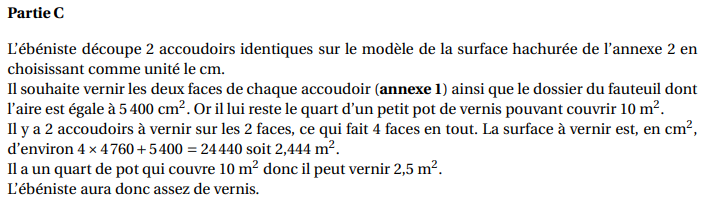 Partie C
L'ébéniste découpe 2 accoudoirs identiques sur le modèle de la surface hachurée de l'annexe 2 en
choisissant comme unité le cm.
Il souhaite vernir les deux faces de chaque accoudoir (annexe 1) ainsi que le dossier du fauteuil dont
l'aire est égale à 5 400 cm². Or il lui reste le quart d'un petit pot de vernis pouvant couvrir 10 m².
Il y a 2 accoudoirs à vernir sur les 2 faces, ce qui fait 4 faces en tout. La surface à vernir est, en cm²,
d'environ 4 × 4 760 + 5 400 = 24 440 soit 2,444 m².
Il a un quart de pot qui couvre 10 m² donc il peut vernir 2,5 m².
L'ébéniste aura donc assez de vernis.